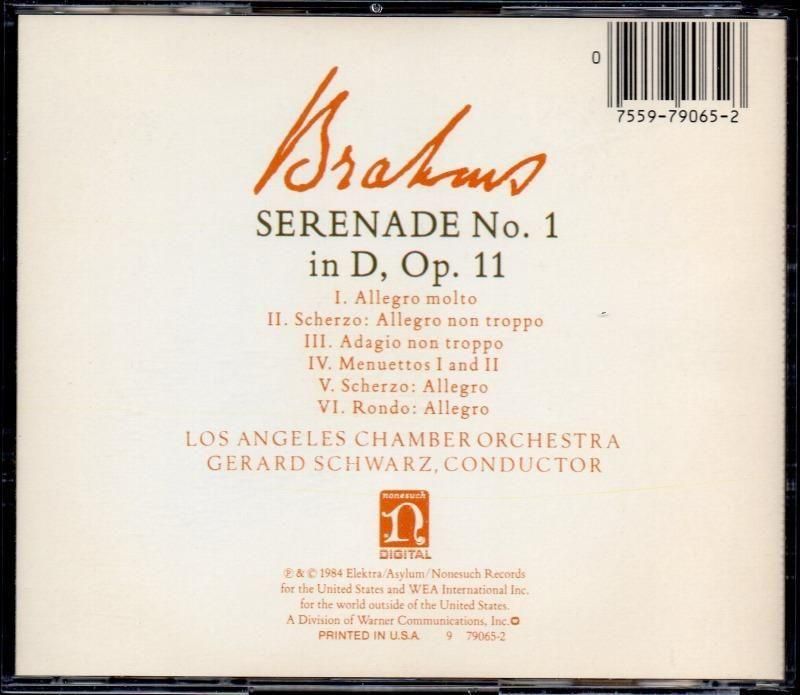 0
7559-79065-2
Brahms
SERENADE No. 1
in D, Op. 11
I. Allegro molto
II. Scherzo: Allegro non troppo
III. Adagio non troppo
IV. Menuettos I and II
V. Scherzo: Allegro
VI. Rondo: Allegro
LOS ANGELES CHAMBER ORCHESTRA
GERARD SCHWARZ, CONDUCTOR
nonesuch
n
DIGITAL
℗ & © 1984 Elektra/Asylum/Nonesuch Records
for the United States and WEA International Inc.
for the world outside of the United States.
A Division of Warner Communications, Inc.
PRINTED IN U.S.A. 9 79065-2